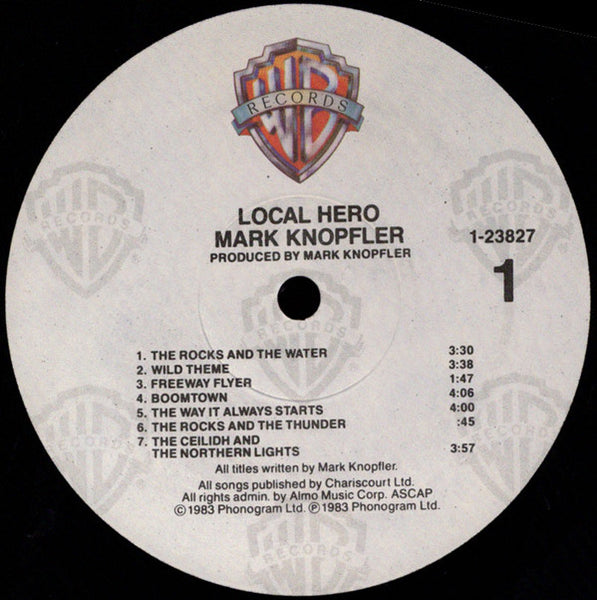 WB
RECORDS
LOCAL HERO
MARK KNOPFLER
PRODUCED BY MARK KNOPFLER
1-23827
1
1. THE ROCKS AND THE WATER 3:30
2. WILD THEME 3:38
3. FREEWAY FLYER 1:47
4. BOOMTOWN 4:06
5. THE WAY IT ALWAYS STARTS 4:00
6. THE ROCKS AND THE THUNDER :45
7. THE CEILIDH AND
THE NORTHERN LIGHTS 3:57
All titles written by Mark Knopfler.
All songs published by Chariscourt Ltd.
All rights admin. by Almo Music Corp. ASCAP
©1983 Phonogram Ltd. ℗1983 Phonogram Ltd.